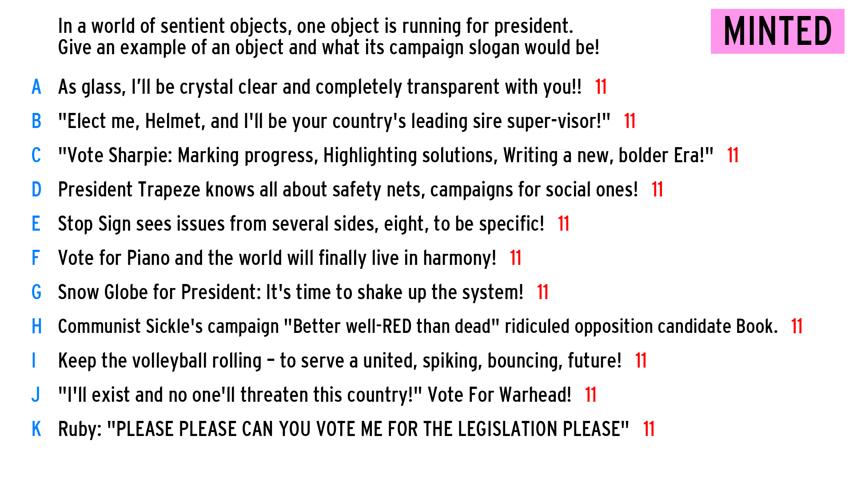 In a world of sentient objects, one object is running for president.
Give an example of an object and what its campaign slogan would be!
MINTED
A As glass, I'll be crystal clear and completely transparent with you!! 11
B "Elect me, Helmet, and I'll be your country's leading sire super-visor!" 11
C "Vote Sharpie: Marking progress, Highlighting solutions, Writing a new, bolder Era!" 11
D President Trapeze knows all about safety nets, campaigns for social ones! 11
E Stop Sign sees issues from several sides, eight, to be specific! 11
F Vote for Piano and the world will finally live in harmony! 11
G Snow Globe for President: It's time to shake up the system! 11
H Communist Sickle's campaign "Better well-RED than dead" ridiculed opposition candidate Book. 11
I Keep the volleyball rolling – to serve a united, spiking, bouncing, future! 11
J "I'll exist and no one'll threaten this country!" Vote For Warhead! 11
K Ruby: "PLEASE PLEASE CAN YOU VOTE ME FOR THE LEGISLATION PLEASE" 11